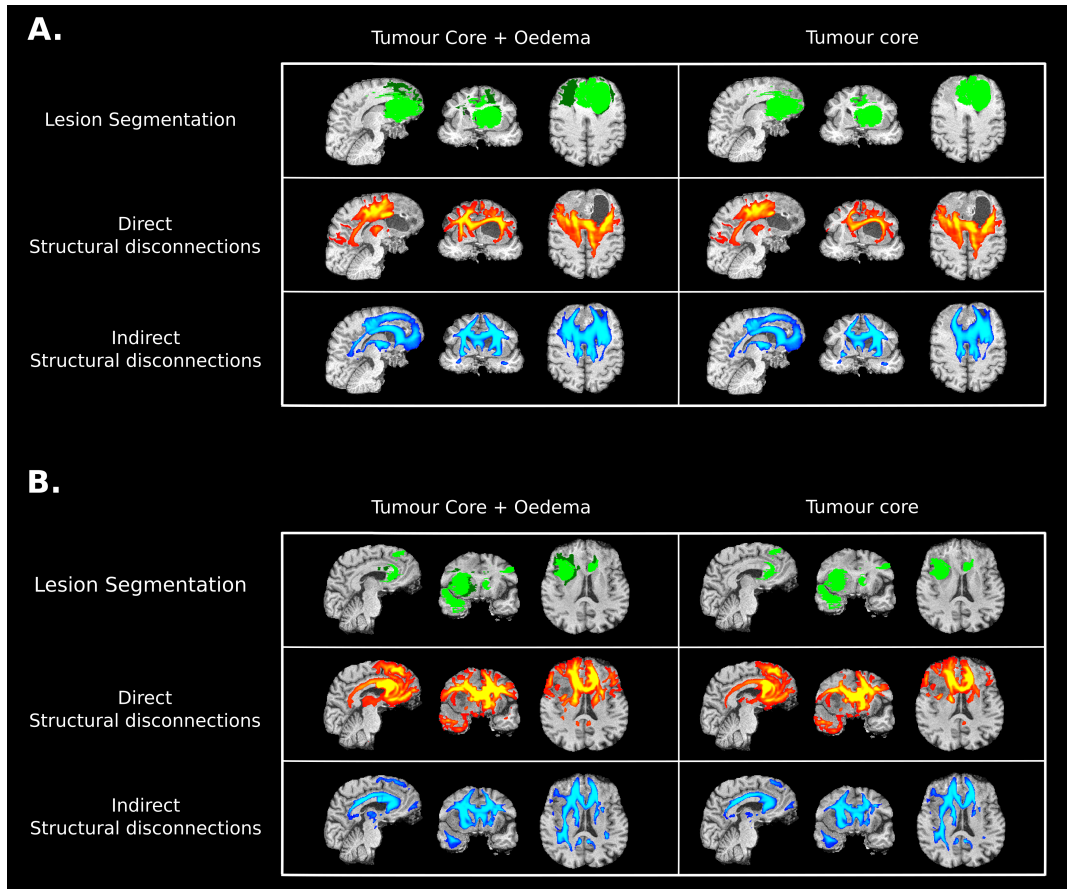 A.
Tumour Core + Oedema
Tumour core
Lesion Segmentation
Direct
Structural disconnections
Indirect
Structural disconnections
B.
Tumour Core + Oedema
Tumour core
Lesion Segmentation
Direct
Structural disconnections
Indirect
Structural disconnections